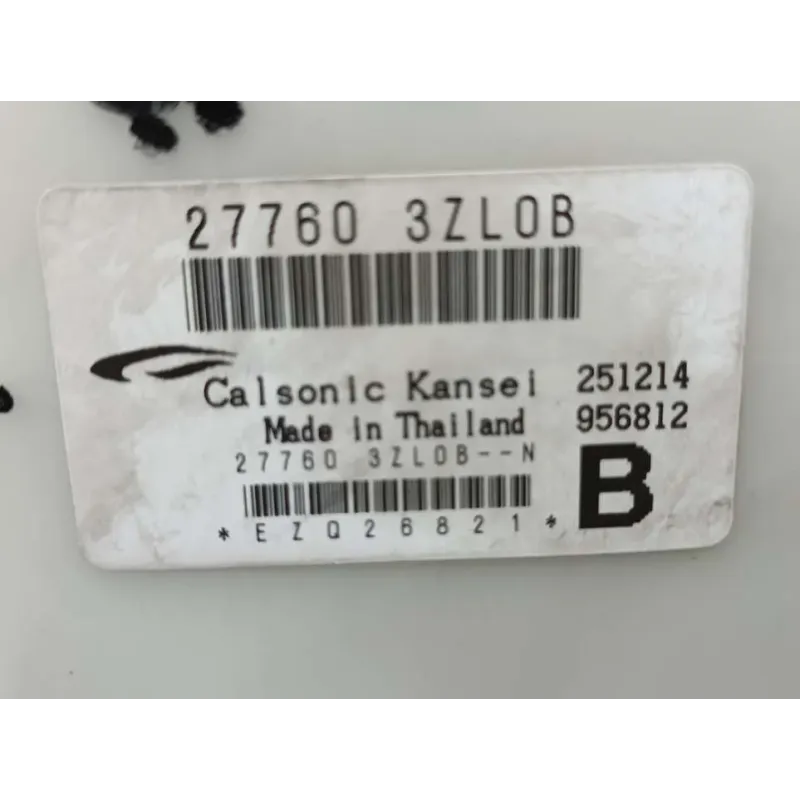 27760 3ZL0B
Calsonic Kansei 251214
Made in Thailand 956812
27760 3ZL0B--N
B
*EZQ26821*